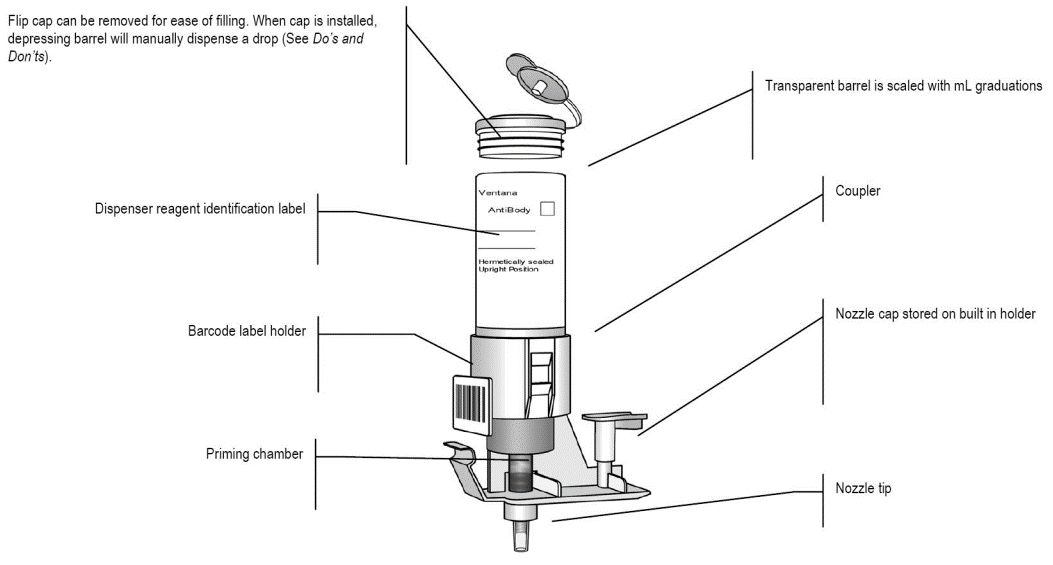 Flip cap can be removed for ease of filling. When cap is installed,
depressing barrel will manually dispense a drop (See Do's and
Don'ts).
Transparent barrel is scaled with mL graduations
Ventana
AntiBody
Hermetically sealed
Upright Position
Dispenser reagent identification label
Coupler
Barcode label holder
Nozzle cap stored on built in holder
Priming chamber
Nozzle tip